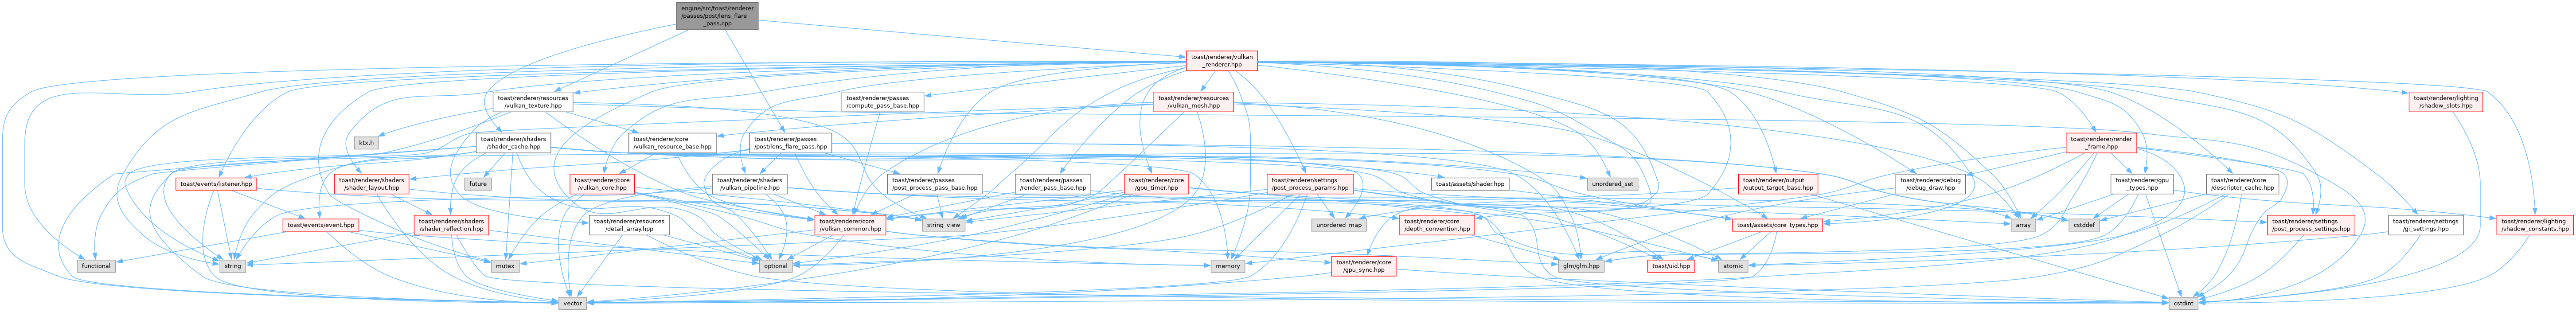 engine/src/toast/renderer
/passes/post/lens_flare
_pass.cpp
toast/renderer/vulkan
_renderer.hpp
toast/renderer/resources
/vulkan_texture.hpp
toast/renderer/passes
/compute_pass_base.hpp
toast/renderer/resources
/vulkan_mesh.hpp
toast/renderer/lighting
/shadow_slots.hpp
ktx.h
toast/renderer/shaders
/shader_cache.hpp
toast/renderer/core
/vulkan_resource_base.hpp
toast/renderer/passes
/post/lens_flare_pass.hpp
toast/renderer/render
_frame.hpp
toast/events/listener.hpp
toast/renderer/shaders
/shader_layout.hpp
future
toast/renderer/core
/vulkan_core.hpp
toast/renderer/shaders
/vulkan_pipeline.hpp
toast/renderer/passes
/post_process_pass_base.hpp
toast/renderer/passes
/render_pass_base.hpp
toast/renderer/core
/gpu_timer.hpp
toast/renderer/settings
/post_process_params.hpp
toast/assets/shader.hpp
unordered_set
toast/renderer/output
/output_target_base.hpp
toast/renderer/debug
/debug_draw.hpp
toast/renderer/gpu
_types.hpp
toast/renderer/core
/descriptor_cache.hpp
toast/events/event.hpp
toast/renderer/shaders
/shader_reflection.hpp
toast/renderer/resources
/detail_array.hpp
toast/renderer/core
/vulkan_common.hpp
string_view
unordered_map
toast/renderer/core
/depth_convention.hpp
toast/assets/core_types.hpp
array
cstddef
toast/renderer/settings
/post_process_settings.hpp
toast/renderer/settings
/gi_settings.hpp
toast/renderer/lighting
/shadow_constants.hpp
functional
string
mutex
optional
memory
toast/renderer/core
/gpu_sync.hpp
glm/glm.hpp
toast/uid.hpp
atomic
vector
cstdint